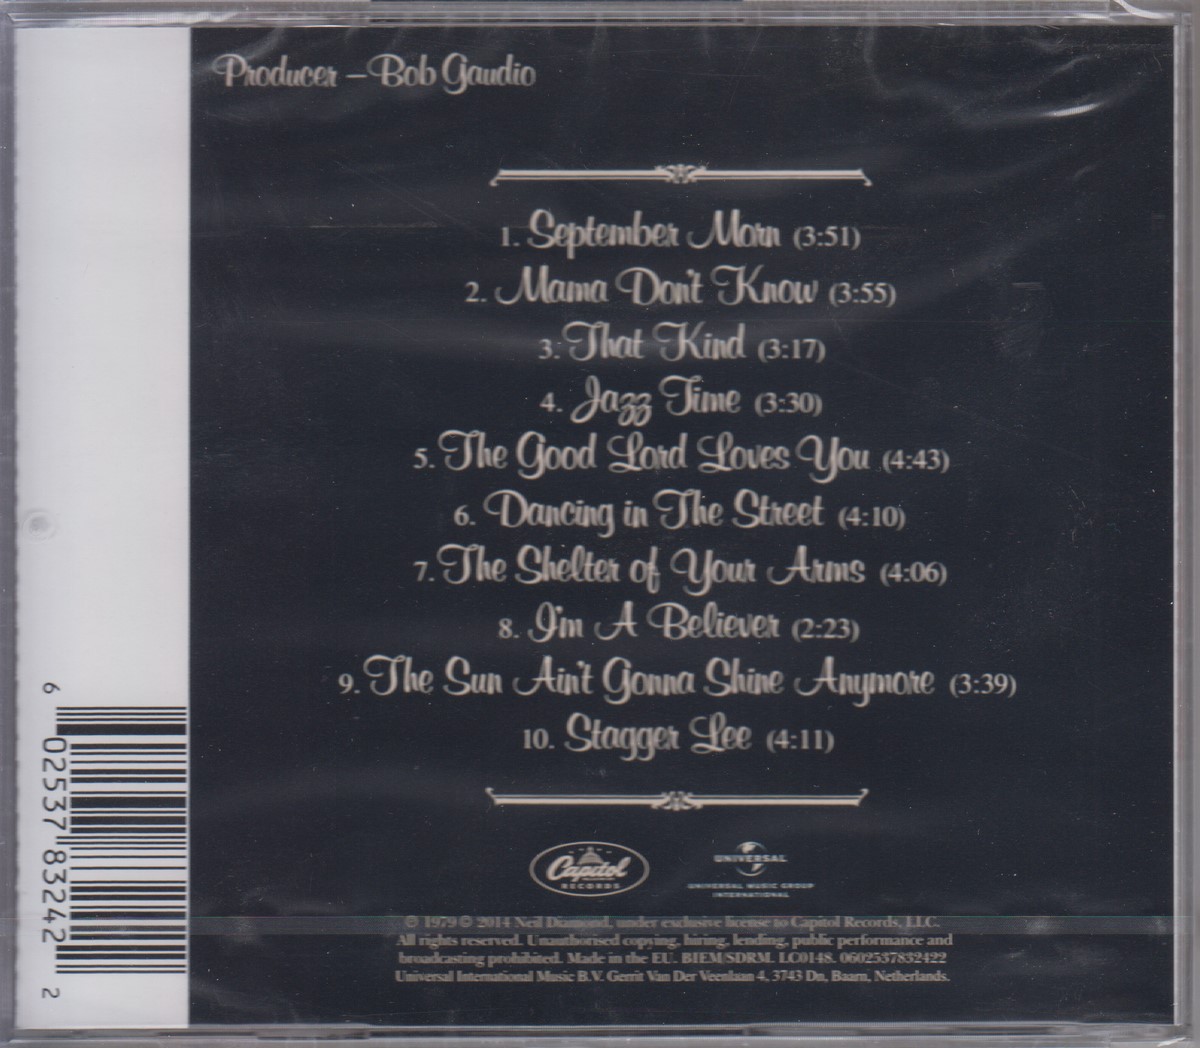 Producer – Bob Gaudio
1. September Morn (3:51)
2. Mama Don't Know (3:55)
3. That Kind (3:17)
4. Jazz Time (3:30)
5. The Good Lord Loves You (4:43)
6. Dancing in The Street (4:10)
7. The Shelter of Your Arms (4:06)
8. I'm A Believer (2:23)
9. The Sun Ain't Gonna Shine Anymore (3:39)
10. Stagger Lee (4:11)
Capitol
RECORDS
UNIVERSAL
UNIVERSAL MUSIC GROUP
INTERNATIONAL
℗ 1979 © 2014 Neil Diamond, under exclusive license to Capitol Records, LLC.
All rights reserved. Unauthorised copying, hiring, lending, public performance and
broadcasting prohibited. Made in the EU. BIEM/SDRM. LC0148. 0602537832422
Universal International Music B.V. Gerrit Van Der Veenlaan 4, 3743 Dn, Baarn, Netherlands.
6 02537 83242 2